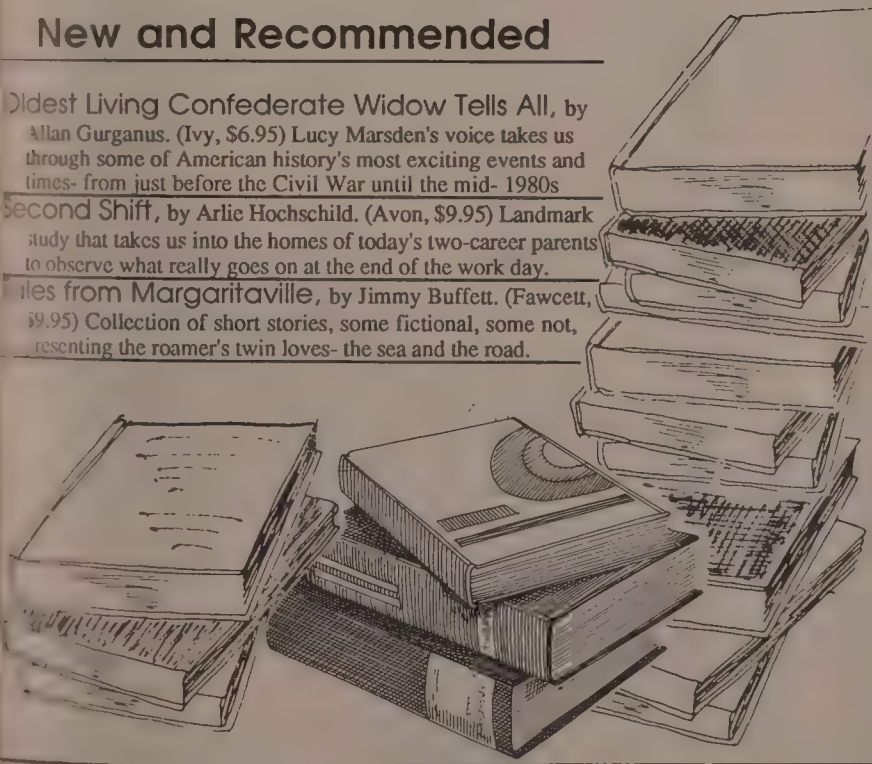 New and Recommended
Oldest Living Confederate Widow Tells All, by
Allan Gurganus. (Ivy, $6.95) Lucy Marsden's voice takes us
through some of American history's most exciting events and
times- from just before the Civil War until the mid- 1980s
Second Shift, by Arlie Hochschild. (Avon, $9.95) Landmark
study that takes us into the homes of today's two-career parents
to observe what really goes on at the end of the work day.
from Margaritaville, by Jimmy Buffett. (Fawcett,
$9.95) Collection of short stories, some fictional, some not,
the roamer's twin loves- the sea and the road.